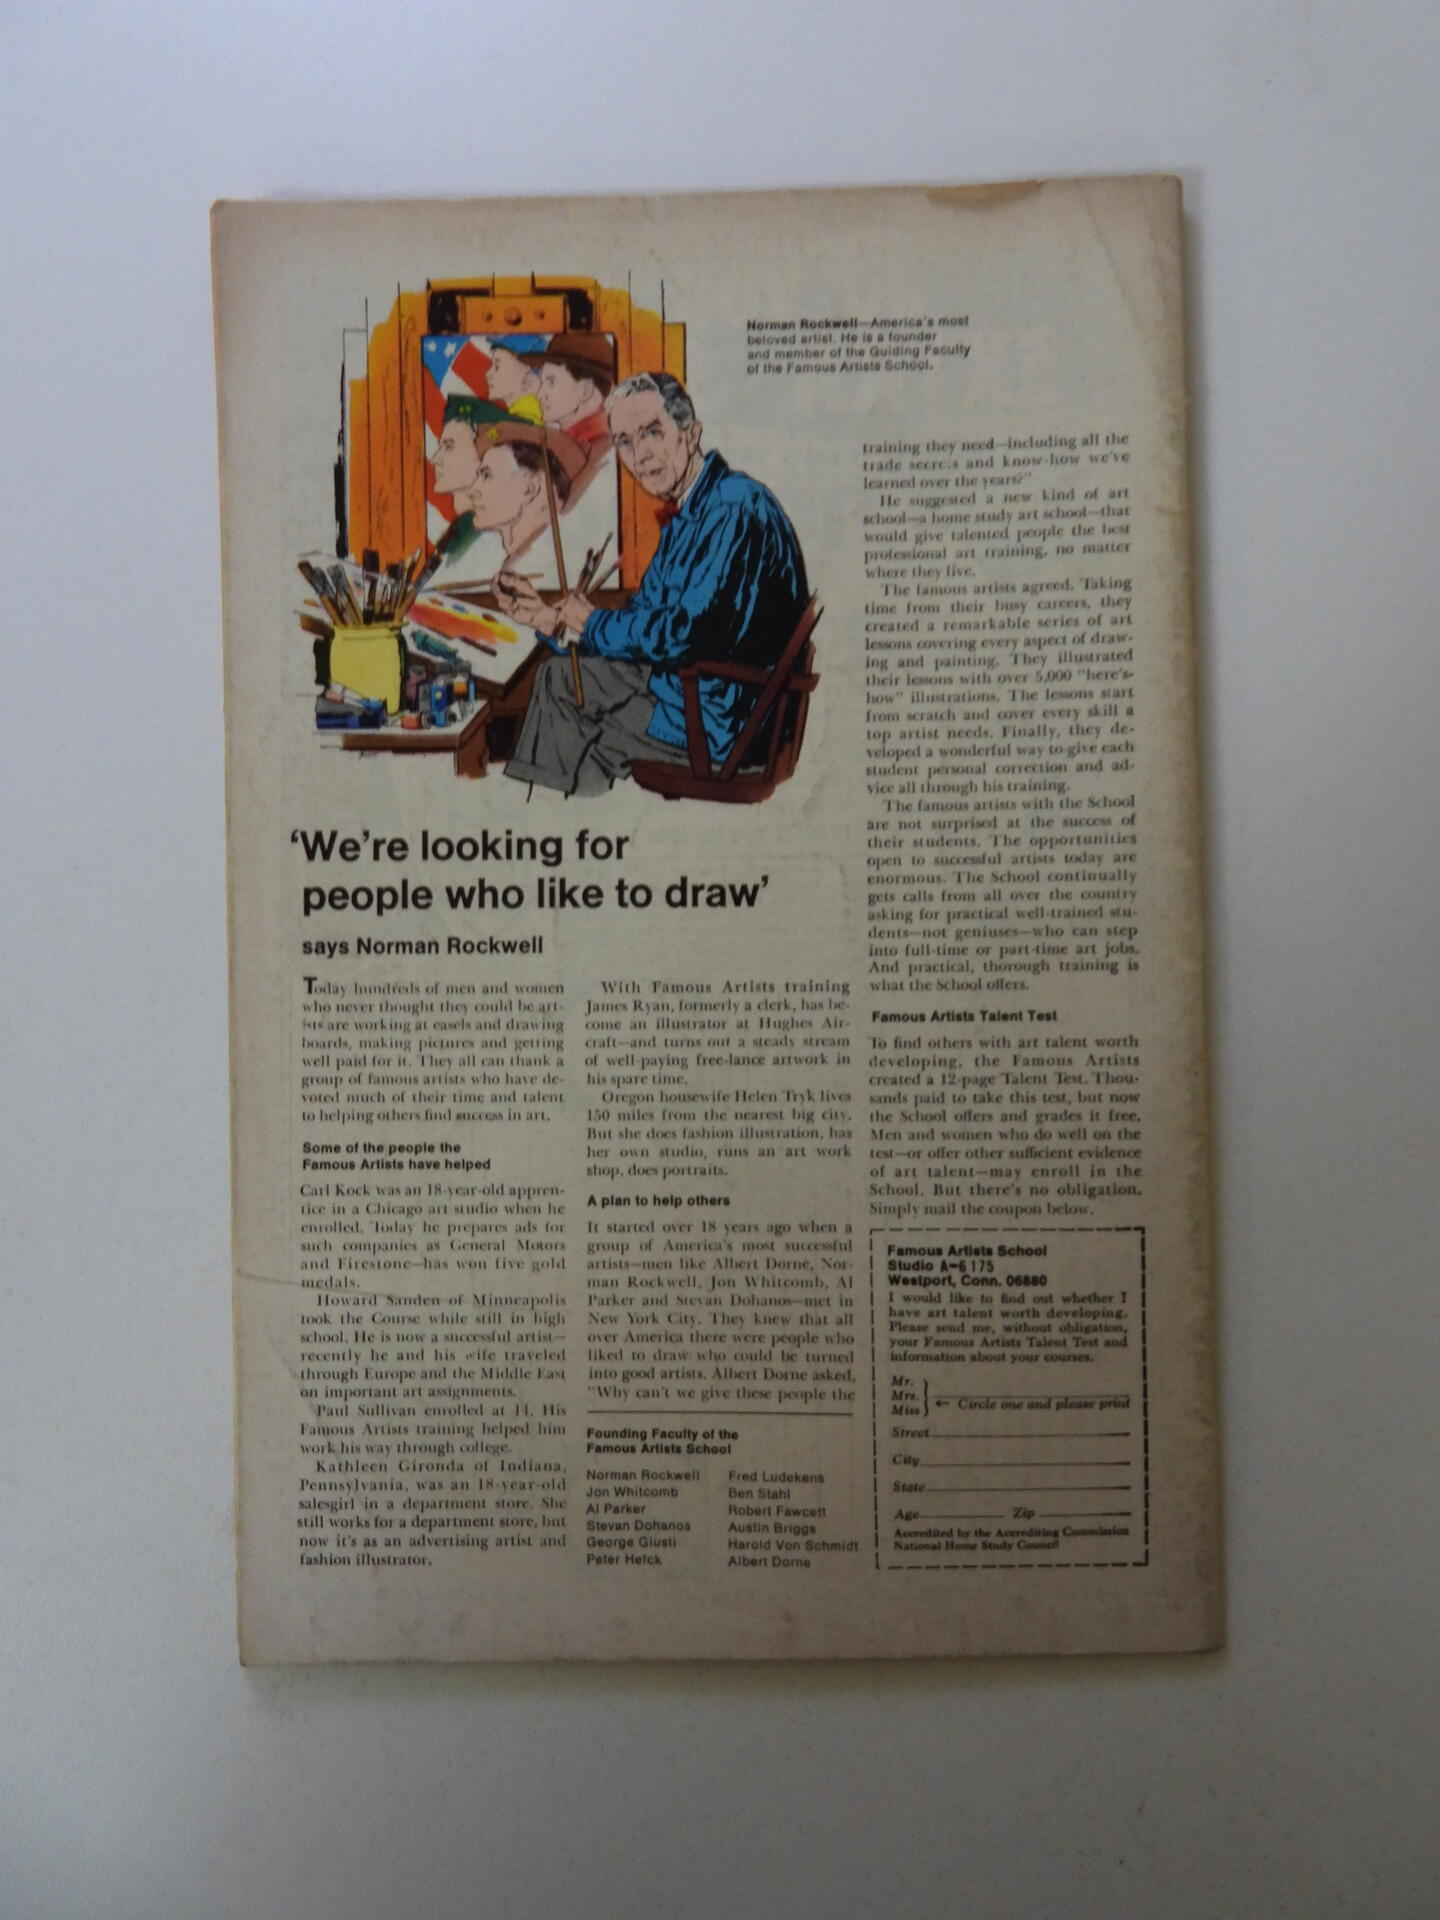 Norman Rockwell—America's most
beloved artist. He is a founder
and member of the Guiding Faculty
of the Famous Artists School.
'We're looking for
people who like to draw'
says Norman Rockwell
Today hundreds of men and women
who never thought they could be art-
ists are working at easels and drawing
boards, making pictures and getting
well paid for it. They all can thank a
group of famous artists who have de-
voted much of their time and talent
to helping others find success in art.
Some of the people the
Famous Artists have helped
Carl Kock was an 18-year-old appren-
tice in a Chicago art studio when he
enrolled. Today he prepares ads for
such companies as General Motors
and Firestone—has won five gold
medals.
Howard Sanden of Minneapolis
took the Course while still in high
school. He is now a successful artist—
recently he and his wife traveled
through Europe and the Middle East
on important art assignments.
Paul Sullivan enrolled at 14. His
Famous Artists training helped him
work his way through college.
Kathleen Gironda of Indiana,
Pennsylvania, was an 18-year-old
salesgirl in a department store. She
still works for a department store, but
now it's as an advertising artist and
fashion illustrator.
With Famous Artists training
James Ryan, formerly a clerk, has be-
come an illustrator at Hughes Air-
craft—and turns out a steady stream
of well-paying free-lance artwork in
his spare time.
Oregon housewife Helen Tryk lives
150 miles from the nearest big city.
But she does fashion illustration, has
her own studio, runs an art work
shop, does portraits.
A plan to help others
It started over 18 years ago when a
group of America's most successful
artists—men like Albert Dorne, Nor-
man Rockwell, Jon Whitcomb, Al
Parker and Stevan Dohanos—met in
New York City. They knew that all
over America there were people who
liked to draw who could be turned
into good artists. Albert Dorne asked,
"Why can't we give these people the
Founding Faculty of the
Famous Artists School
Norman Rockwell
Jon Whitcomb
Al Parker
Stevan Dohanos
George Giusti
Peter Helck
Fred Ludekens
Ben Stahl
Robert Fawcett
Austin Briggs
Harold Von Schmidt
Albert Dorne
training they need—including all the
trade secrets and know-how we've
learned over the years?"
He suggested a new kind of art
school—a home study art school—that
would give talented people the best
professional art training, no matter
where they live.
The famous artists agreed. Taking
time from their busy careers, they
created a remarkable series of art
lessons covering every aspect of draw-
ing and painting. They illustrated
their lessons with over 5,000 "here's-
how" illustrations. The lessons start
from scratch and cover every skill a
top artist needs. Finally, they de-
veloped a wonderful way to give each
student personal correction and ad-
vice all through his training.
The famous artists with the School
are not surprised at the success of
their students. The opportunities
open to successful artists today are
enormous. The School continually
gets calls from all over the country
asking for practical well-trained stu-
dents—not geniuses—who can step
into full-time or part-time art jobs.
And practical, thorough training is
what the School offers.
Famous Artists Talent Test
To find others with art talent worth
developing, the Famous Artists
created a 12-page Talent Test. Thou-
sands paid to take this test, but now
the School offers and grades it free.
Men and women who do well on the
test—or offer other sufficient evidence
of art talent—may enroll in the
School. But there's no obligation.
Simply mail the coupon below.
Famous Artists School
Studio A-6175
Westport, Conn. 06880
I would like to find out whether I
have art talent worth developing.
Please send me, without obligation,
your Famous Artists Talent Test and
information about your courses.
Mr.
Mrs.
Miss
← Circle one and please print
Street
City
State
Age Zip
Accredited by the Accrediting Commission
National Home Study Council